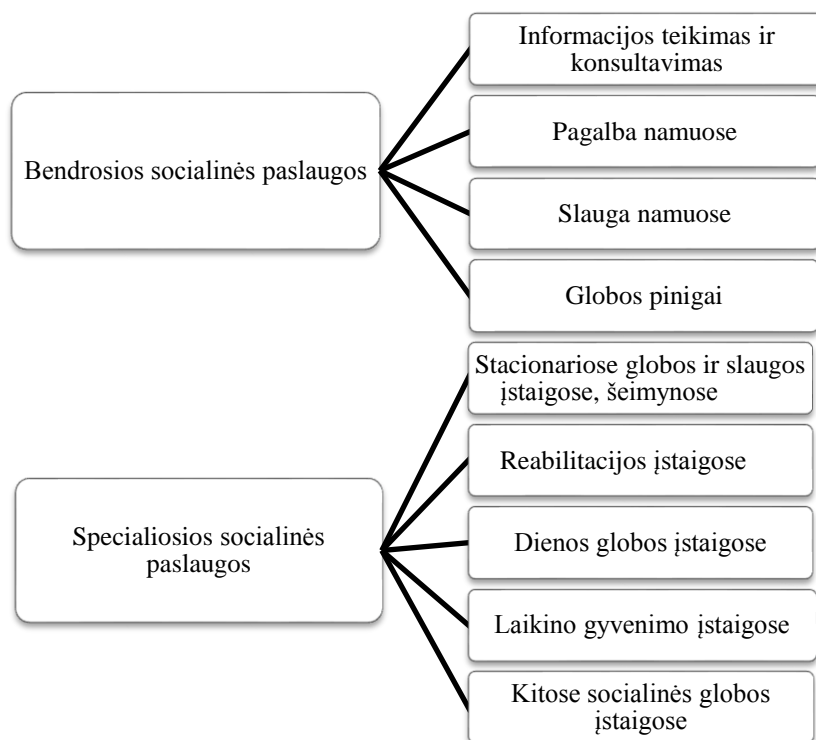 Bendrosios socialinės paslaugos
Informacijos teikimas ir
konsultavimas
Pagalba namuose
Slauga namuose
Globos pinigai
Specialiosios socialinės
paslaugos
Stacionariose globos ir slaugos
įstaigose, šeimynose
Reabilitacijos įstaigose
Dienos globos įstaigose
Laikino gyvenimo įstaigose
Kitose socialinės globos
įstaigose